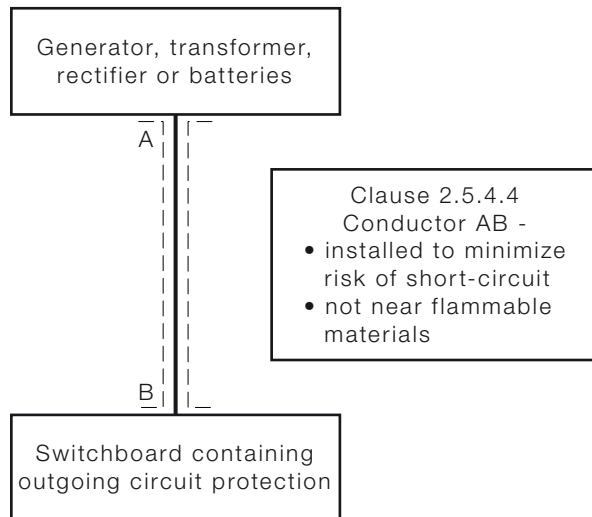 Generator, transformer,
rectifier or batteries
A
Clause 2.5.4.4
Conductor AB -
• installed to minimize
risk of short-circuit
• not near flammable
materials
B
Switchboard containing
outgoing circuit protection